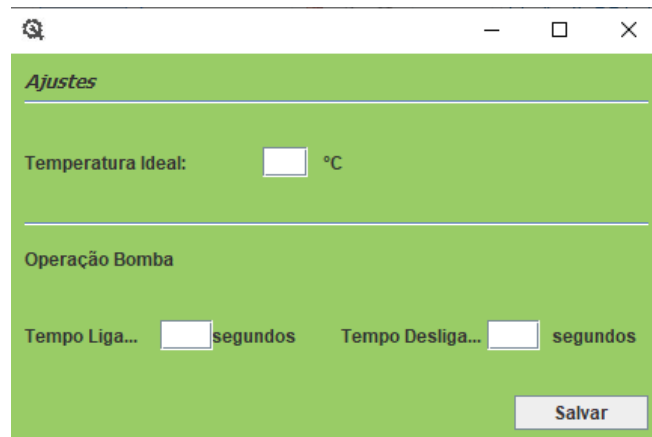 Ajustes
Temperatura Ideal: °C
Operação Bomba
Tempo Liga... segundos Tempo Desliga... segundos
Salvar